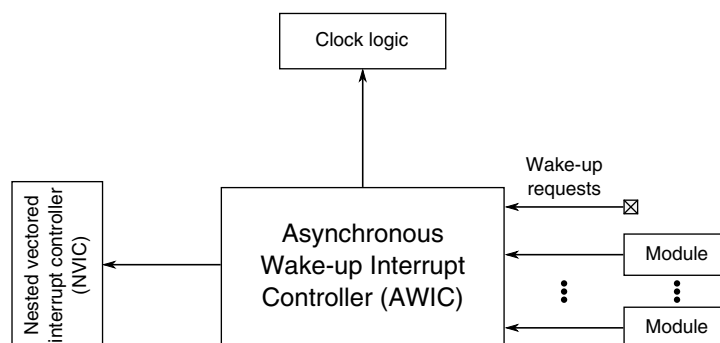 Clock logic
Wake-up
requests
Nested vectored
interrupt controller
(NVIC)
Asynchronous
Wake-up Interrupt
Controller (AWIC)
Module
Module